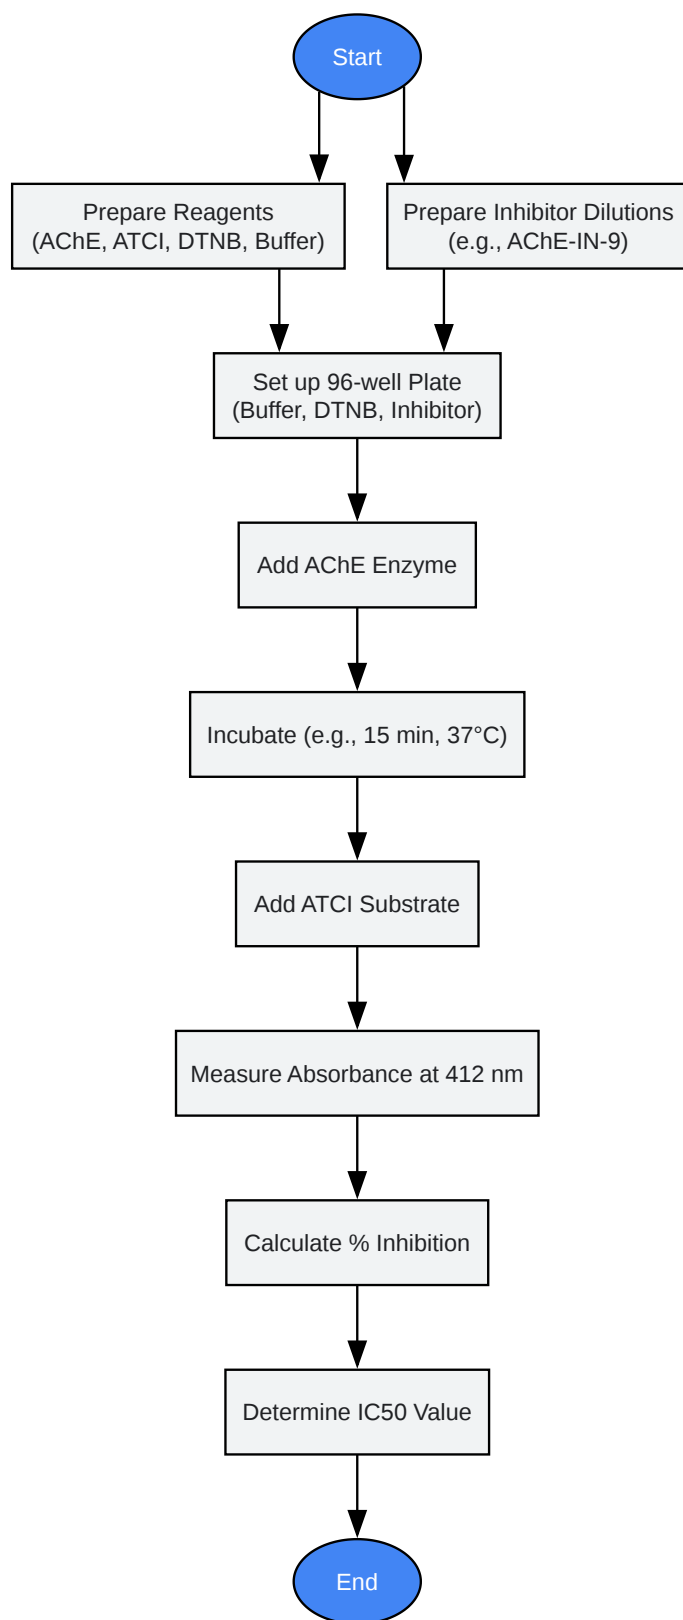 Start
Prepare Reagents
(AChE, ATCI, DTNB, Buffer)
Prepare Inhibitor Dilutions
(e.g., AChE-IN-9)
Set up 96-well Plate
(Buffer, DTNB, Inhibitor)
Add AChE Enzyme
Incubate (e.g., 15 min, 37°C)
Add ATCI Substrate
Measure Absorbance at 412 nm
Calculate % Inhibition
Determine IC50 Value
End